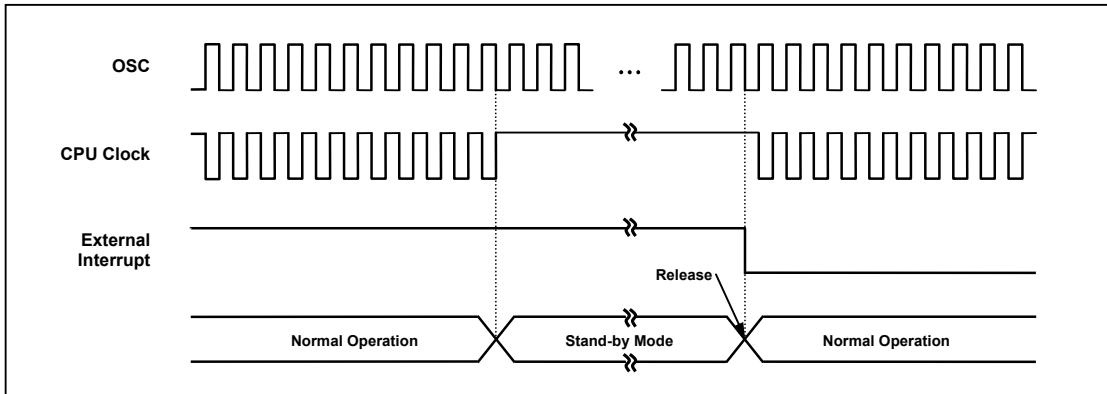 OSC
...
CPU Clock
External
Interrupt
Release
Normal Operation
Stand-by Mode
Normal Operation